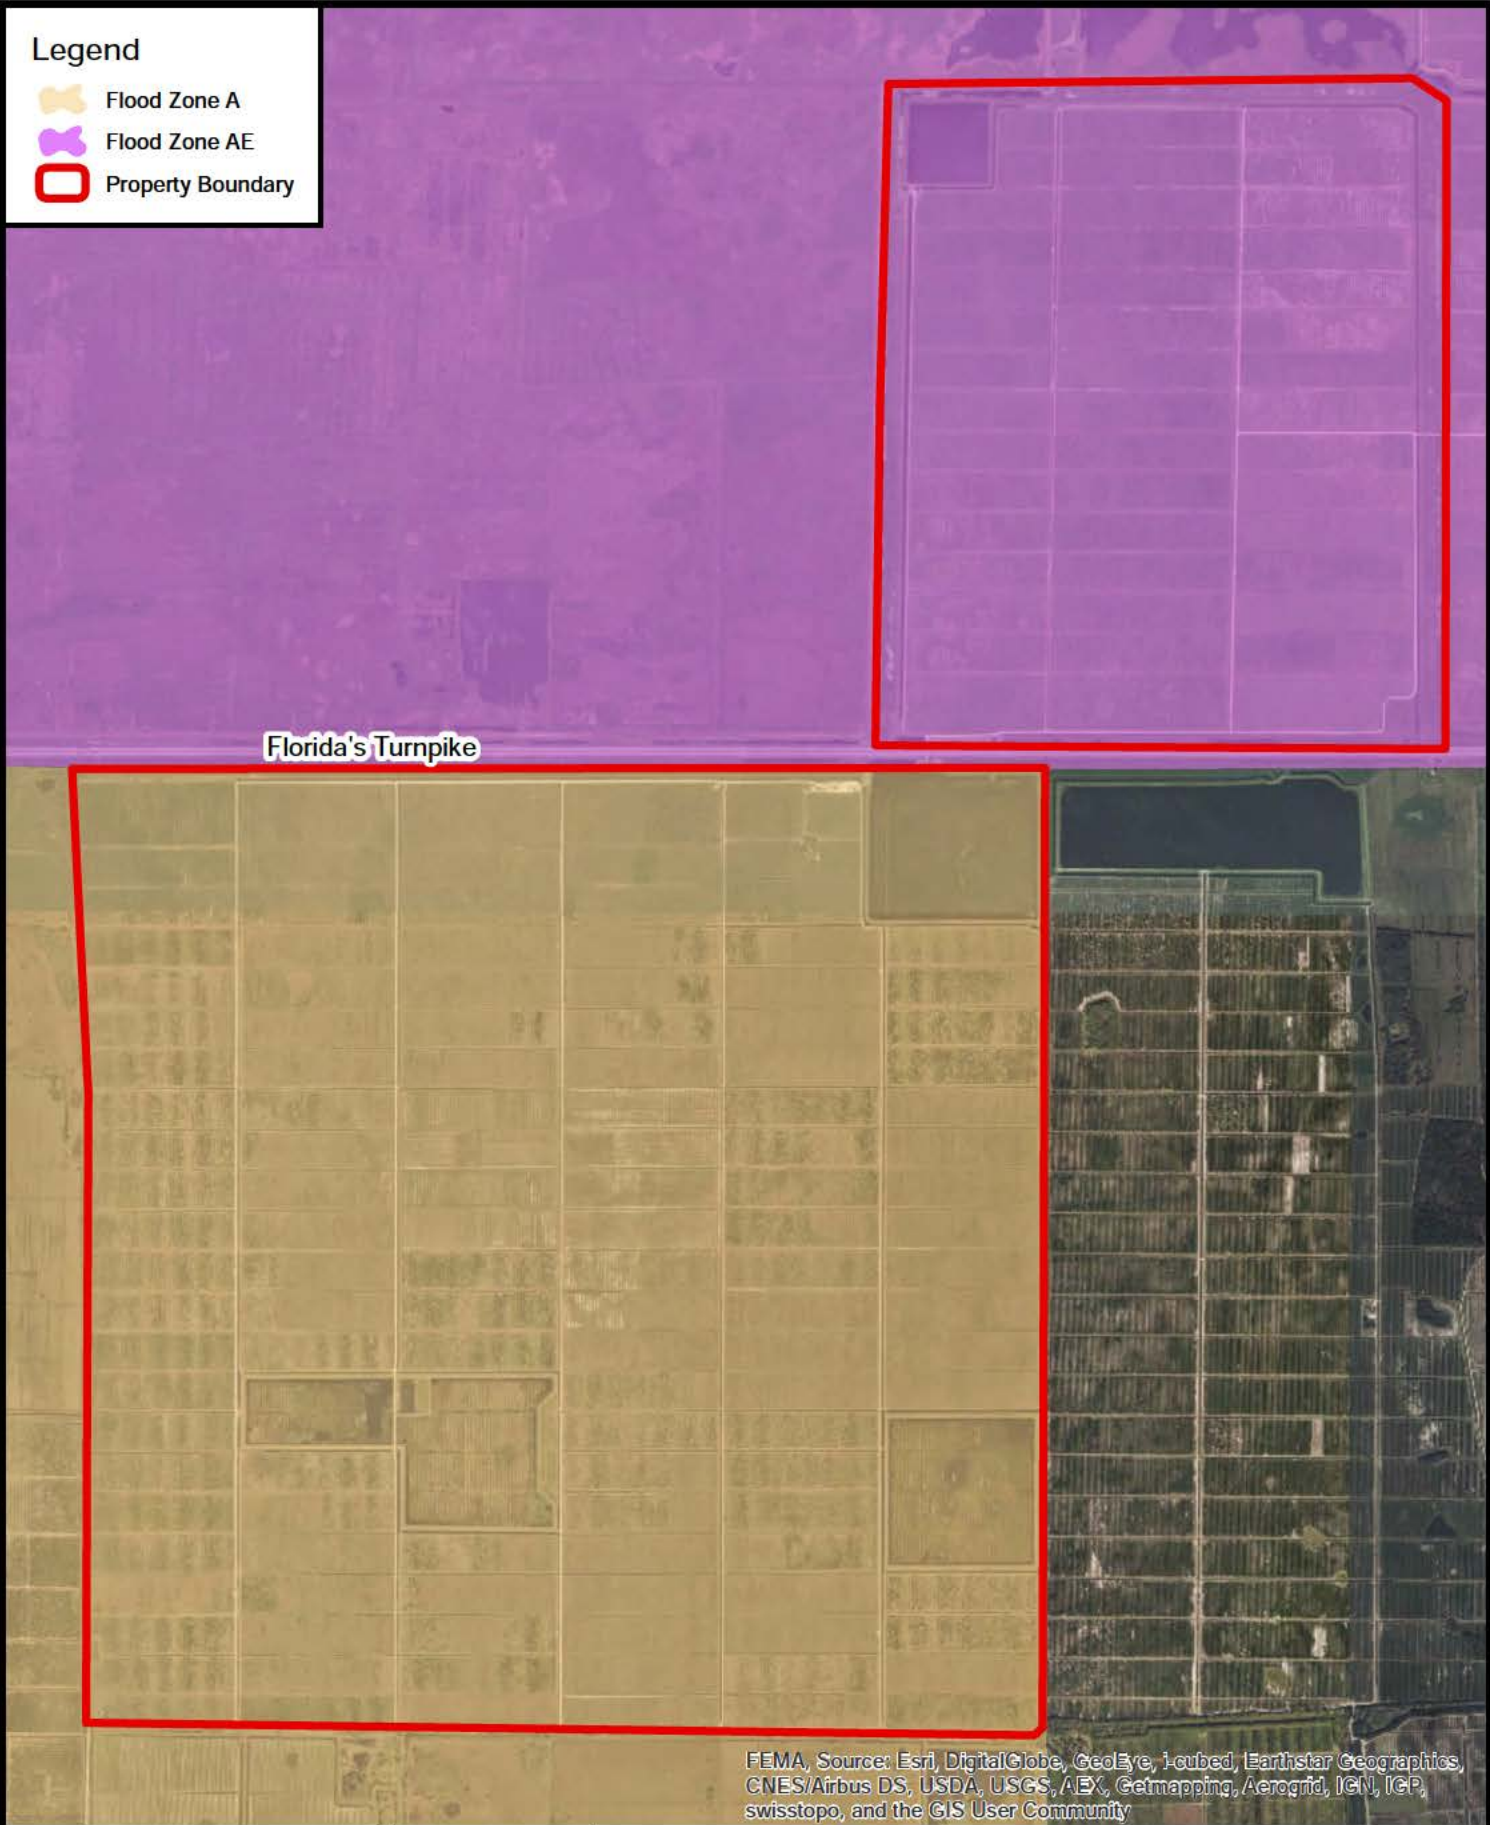 Legend
Flood Zone A
Flood Zone AE
Property Boundary
Florida's Turnpike
FEMA, Source: Esri, DigitalGlobe, GeoEye, i-cubed, Earthstar Geographics,
CNES/Airbus DS, USDA, USGS, AEX, Getmapping, Aerogrid, IGN, IGP,
swisstopo, and the GIS User Community